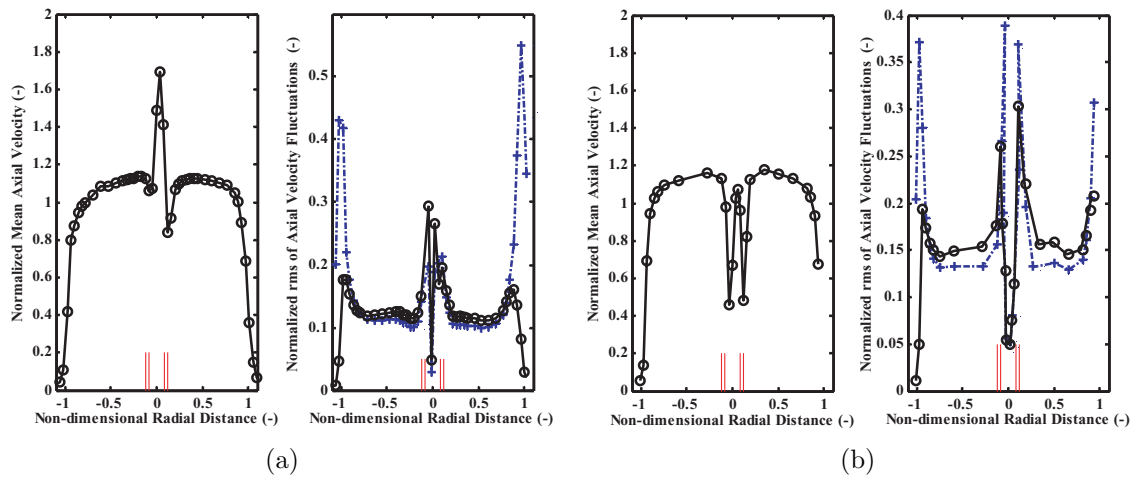 Normalized Mean Axial Velocity (-)
2
1.8
1.6
1.4
1.2
1
0.8
0.6
0.4
0.2
0
-1 -0.5 0 0.5 1
Non-dimensional Radial Distance (-)
Normalized rms of Axial Velocity Fluctuations (-)
0.5
0.4
0.3
0.2
0.1
0
-1 -0.5 0 0.5 1
Non-dimensional Radial Distance (-)
(a)
Normalized Mean Axial Velocity (-)
2
1.8
1.6
1.4
1.2
1
0.8
0.6
0.4
0.2
0
-1 -0.5 0 0.5 1
Non-dimensional Radial Distance (-)
Normalized rms of Axial Velocity Fluctuations (-)
0.4
0.35
0.3
0.25
0.2
0.15
0.1
0.05
0
-1 -0.5 0 0.5 1
Non-dimensional Radial Distance (-)
(b)